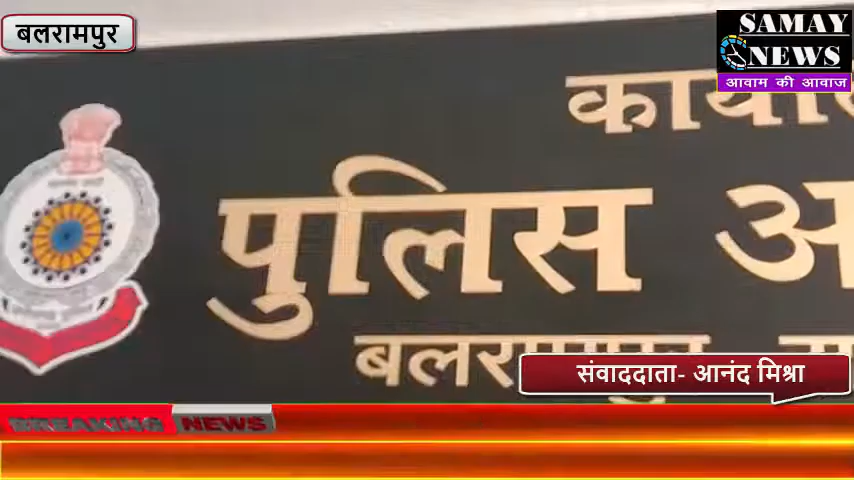 बलरामपुर
SAMAY
NEWS
आवाम की आवाज
पुलिस
संवाददाता- आनंद मिश्रा
BREAKING NEWS